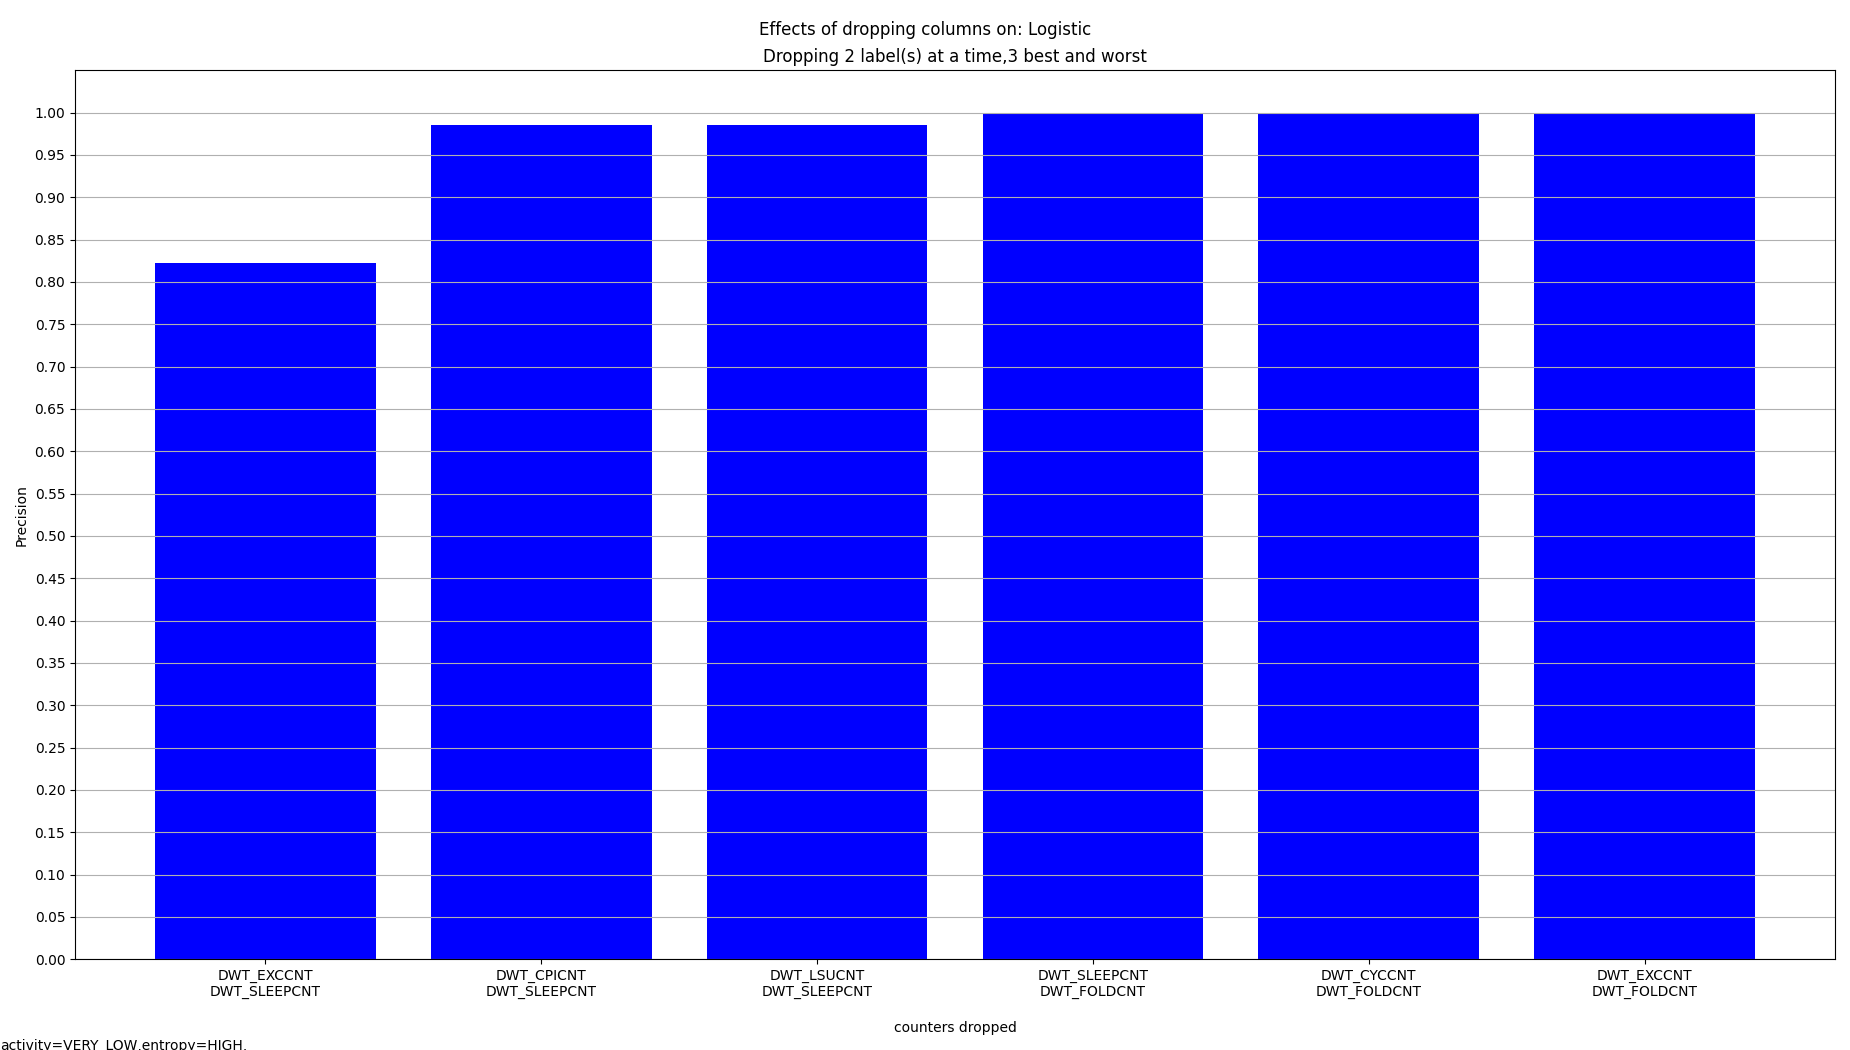 Effects of dropping columns on: Logistic
Dropping 2 label(s) at a time,3 best and worst
1.00
0.95
0.90
0.85
0.80
0.75
0.70
0.65
0.60
0.55
0.50
0.45
0.40
0.35
0.30
0.25
0.20
0.15
0.10
0.05
0.00
Precision
DWT_EXCCNT
DWT_SLEEPCNT
DWT_CPICNT
DWT_SLEEPCNT
DWT_LSUCNT
DWT_SLEEPCNT
DWT_SLEEPCNT
DWT_FOLDCNT
DWT_CYCCNT
DWT_FOLDCNT
DWT_EXCCNT
DWT_FOLDCNT
counters dropped
activity=VERY_LOW,entropy=HIGH,